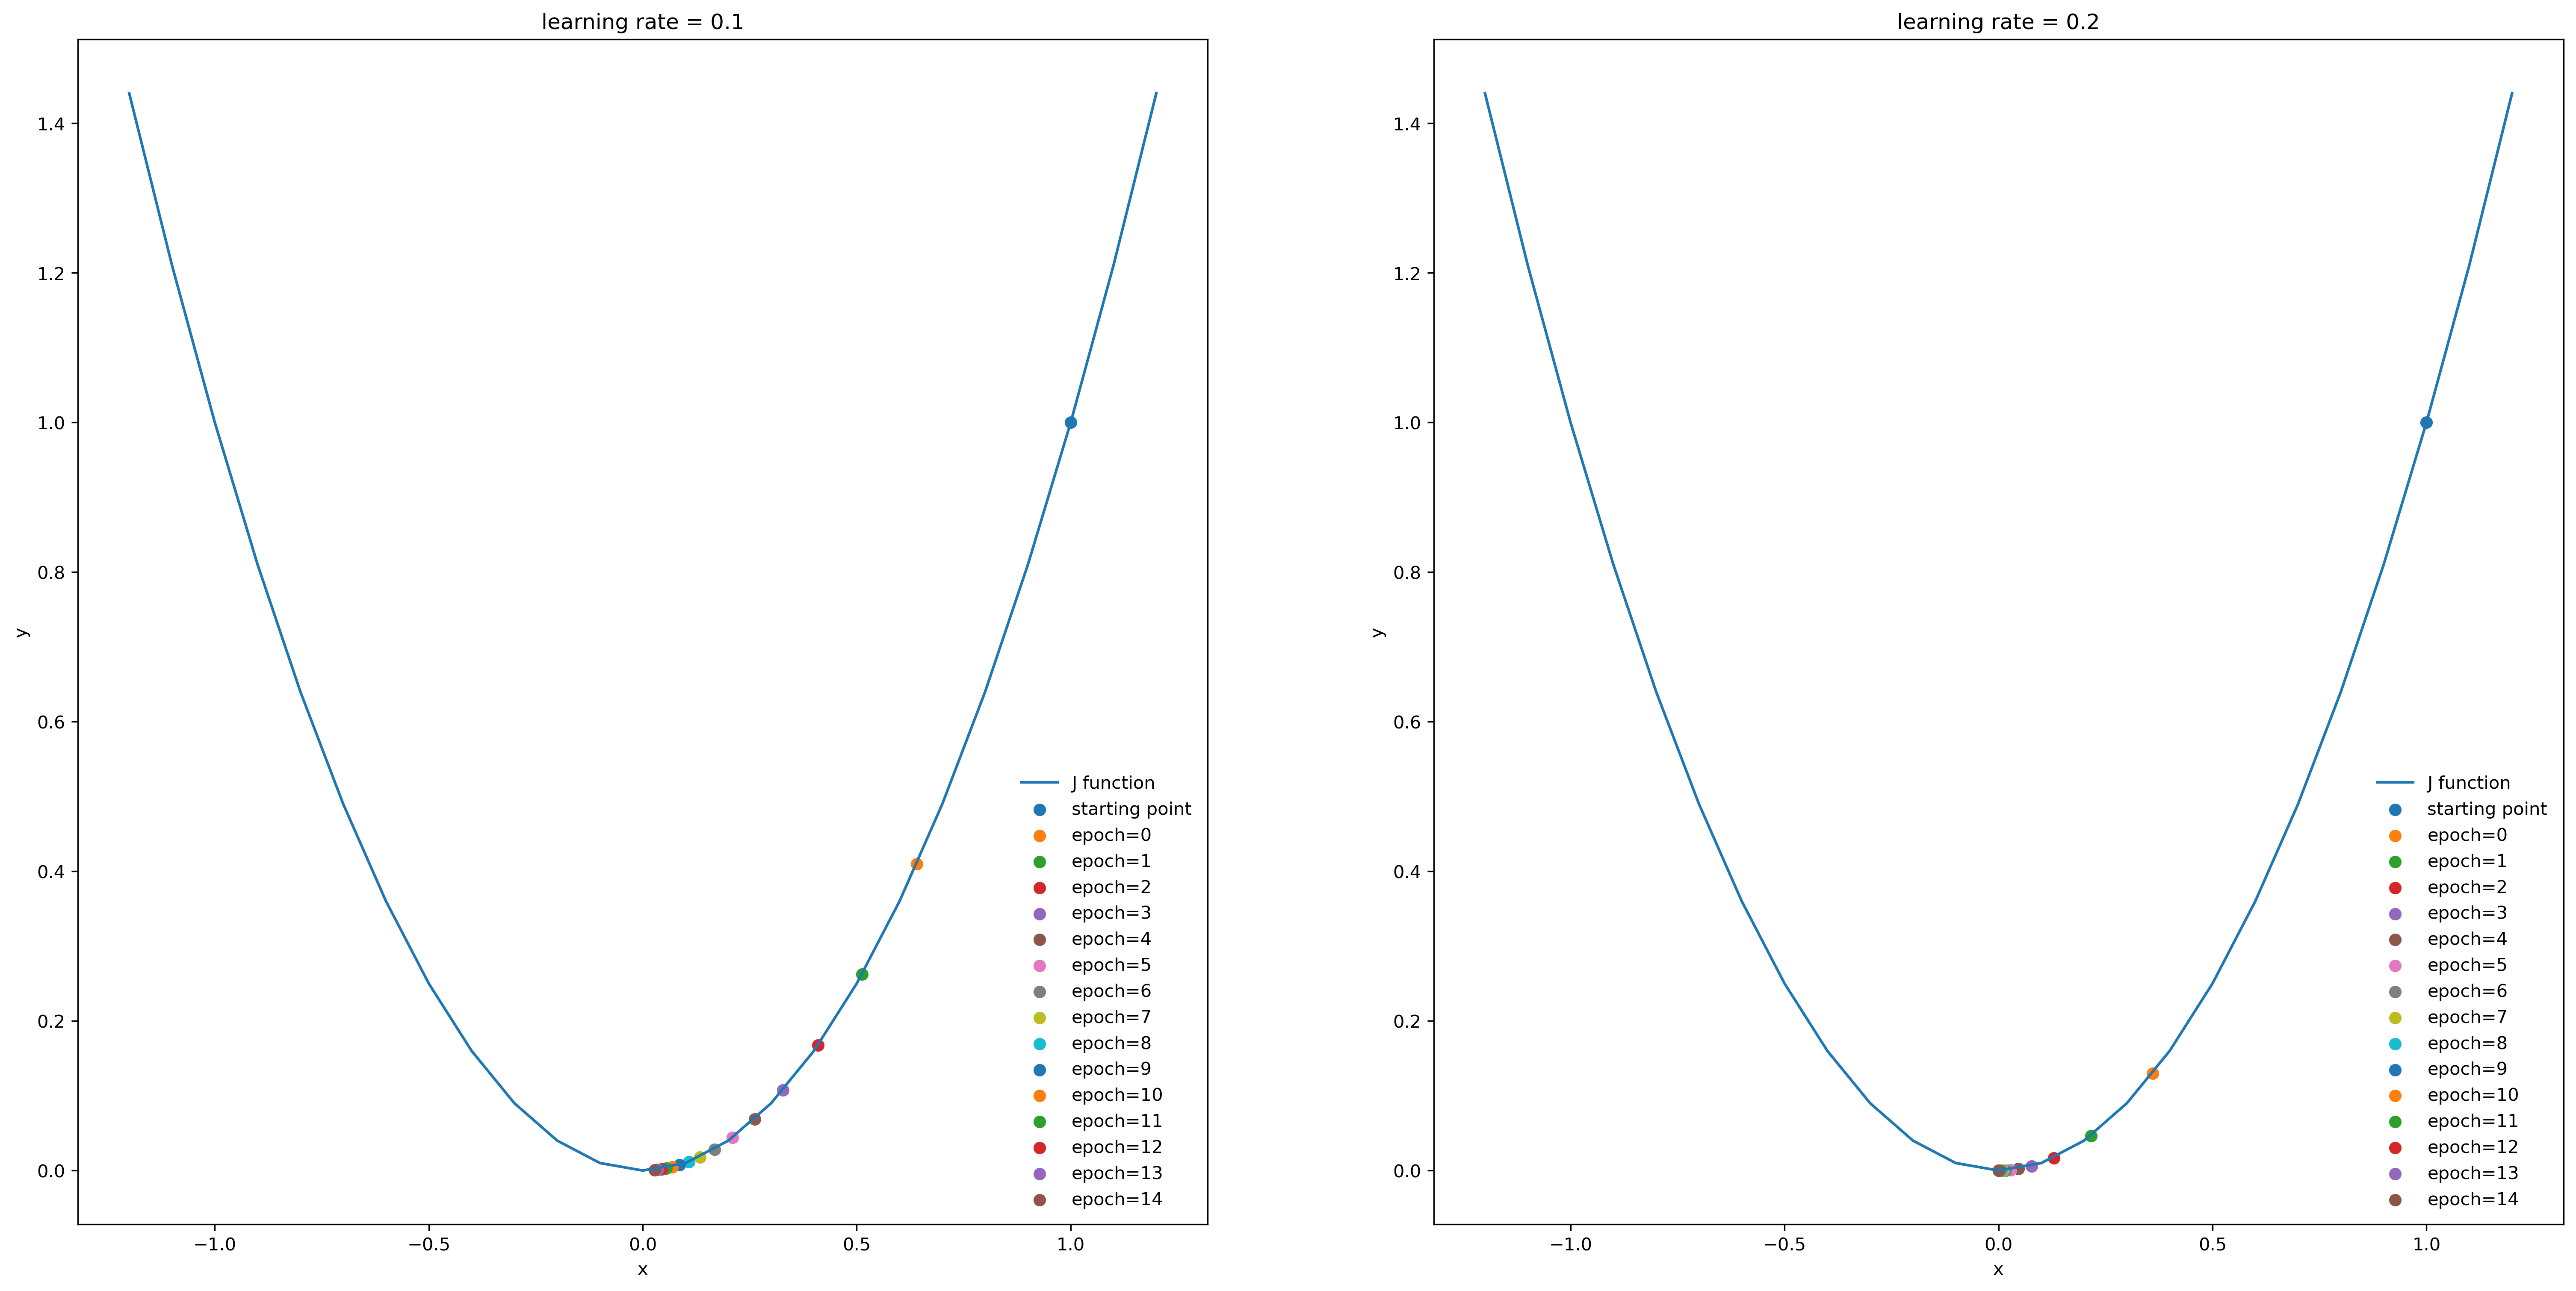 learning rate = 0.1
1.4
1.2
1.0
0.8
0.6
0.4
0.2
0.0
y
−1.0
−0.5
0.0
0.5
1.0
x
J function
starting point
epoch=0
epoch=1
epoch=2
epoch=3
epoch=4
epoch=5
epoch=6
epoch=7
epoch=8
epoch=9
epoch=10
epoch=11
epoch=12
epoch=13
epoch=14
learning rate = 0.2
1.4
1.2
1.0
0.8
0.6
0.4
0.2
0.0
y
−1.0
−0.5
0.0
0.5
1.0
x
J function
starting point
epoch=0
epoch=1
epoch=2
epoch=3
epoch=4
epoch=5
epoch=6
epoch=7
epoch=8
epoch=9
epoch=10
epoch=11
epoch=12
epoch=13
epoch=14